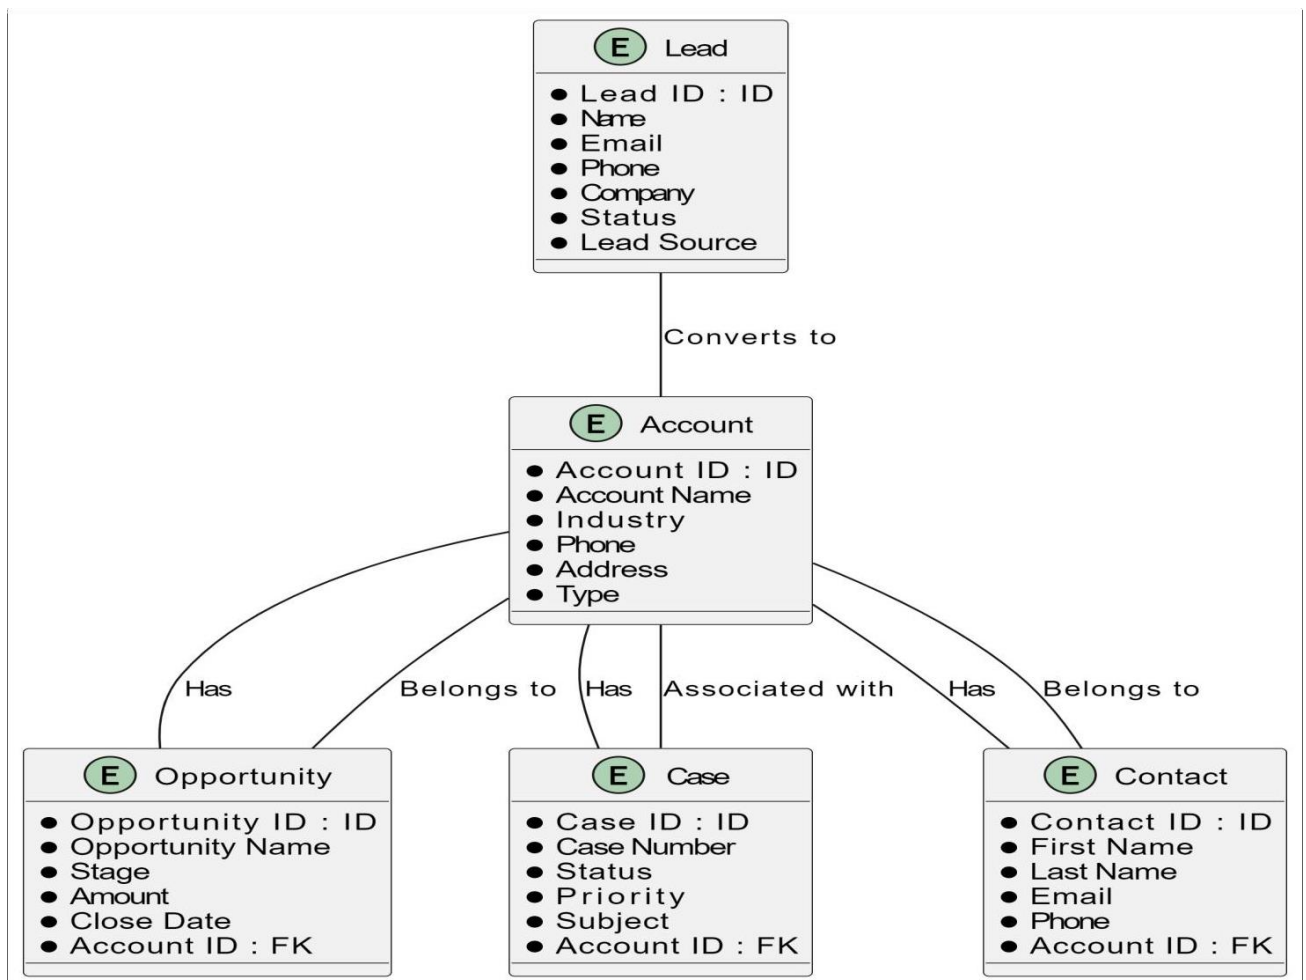 E Lead
Lead ID : ID
Name
Email
Phone
Company
Status
Lead Source
Converts to
E Account
Account ID : ID
Account Name
Industry
Phone
Address
Type
Has
Belongs to
Has
Associated with
Has
Belongs to
E Opportunity
Opportunity ID : ID
Opportunity Name
Stage
Amount
Close Date
Account ID : FK
E Case
Case ID : ID
Case Number
Status
Priority
Subject
Account ID : FK
E Contact
Contact ID : ID
First Name
Last Name
Email
Phone
Account ID : FK